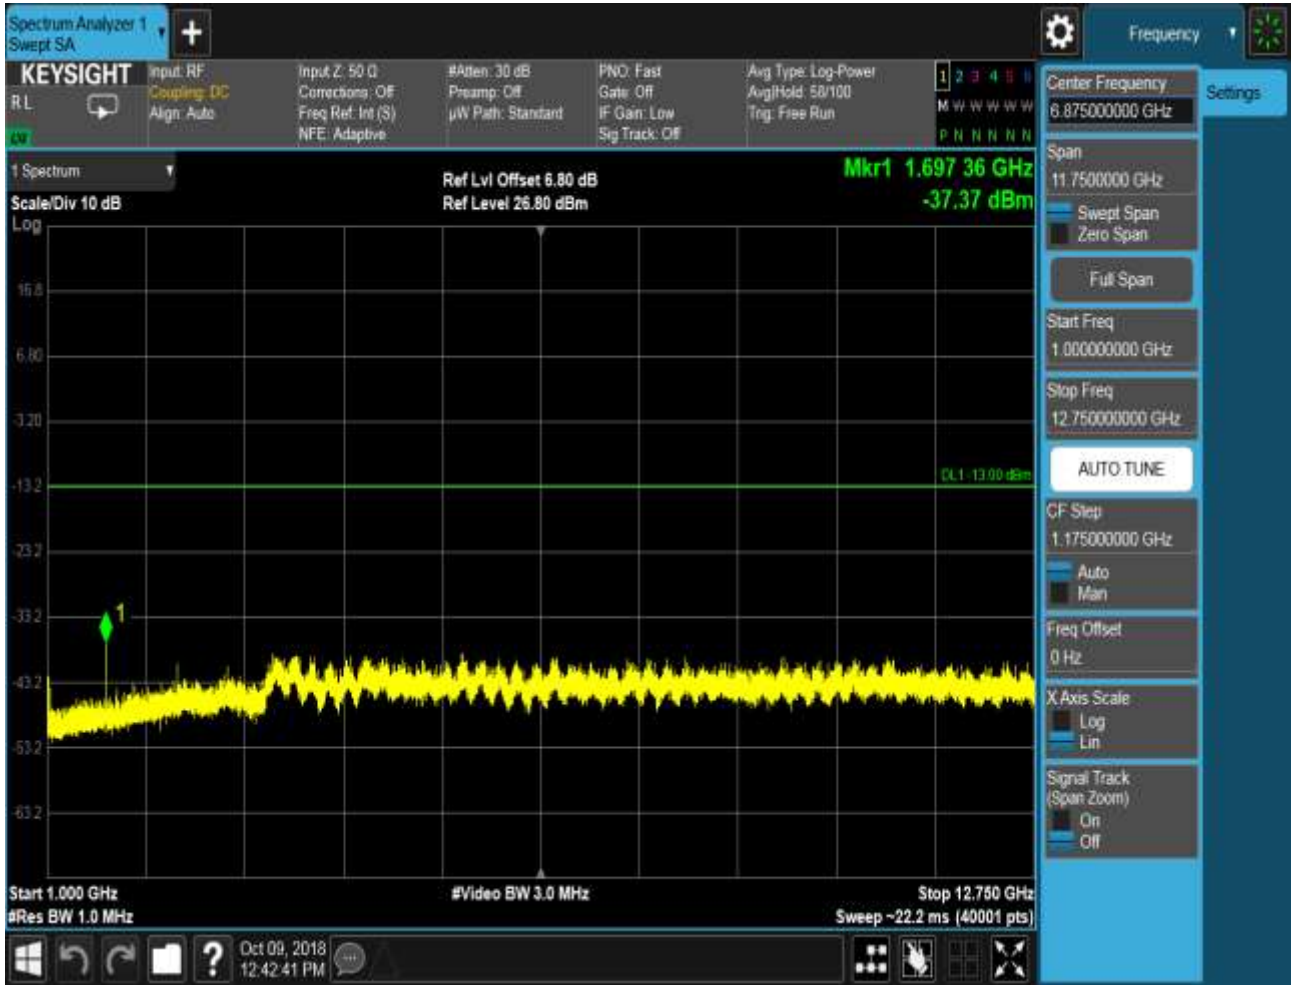 Spectrum Analyzer 1
Swept SA
Frequency
KEYSIGHT
R L
LW
Input: RF
Coupling: DC
Align: Auto
Input Z: 50 Ω
Corrections: Off
Freq Ref: Int (S)
NFE: Adaptive
#Atten: 30 dB
Preamp: Off
µW Path: Standard
PNO: Fast
Gate: Off
IF Gain: Low
Sig Track: Off
Avg Type: Log-Power
Avg|Hold: 58/100
Trig: Free Run
1 2 3 4 5 6
M W W W W W
P N N N N N
1 Spectrum
Scale/Div 10 dB
Log
Ref Lvl Offset 6.80 dB
Ref Level 26.80 dBm
Mkr1 1.697 36 GHz
-37.37 dBm
16.8
6.80
-3.20
-13.2
-23.2
-33.2
-43.2
-53.2
-63.2
DL1 -13.00 dBm
1
Start 1.000 GHz
#Res BW 1.0 MHz
#Video BW 3.0 MHz
Stop 12.750 GHz
Sweep ~22.2 ms (40001 pts)
Oct 09, 2018
12:42:41 PM
Center Frequency
6.875000000 GHz
Settings
Span
11.7500000 GHz
Swept Span
Zero Span
Full Span
Start Freq
1.000000000 GHz
Stop Freq
12.750000000 GHz
AUTO TUNE
CF Step
1.175000000 GHz
Auto
Man
Freq Offset
0 Hz
X Axis Scale
Log
Lin
Signal Track
(Span Zoom)
On
Off